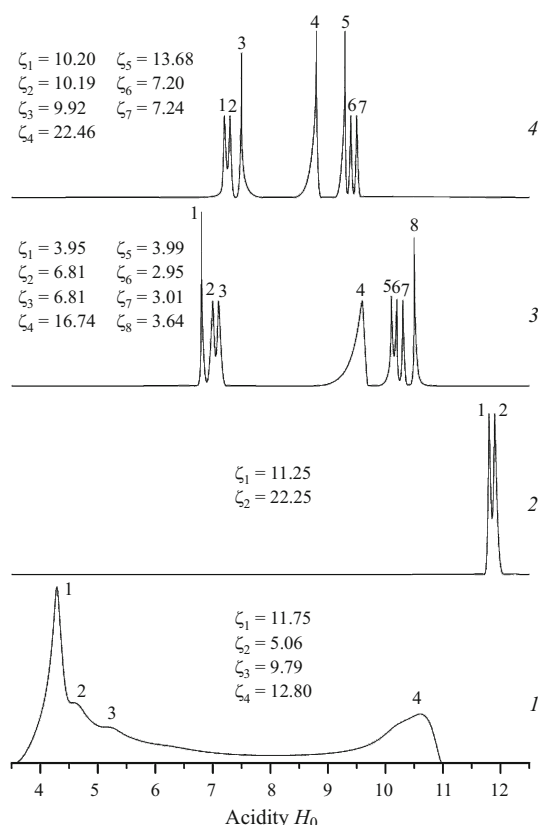 3 4 5
ζ1 = 10.20 ζ5 = 13.68
ζ2 = 10.19 ζ6 = 7.20
ζ3 = 9.92 ζ7 = 7.24
ζ4 = 22.46
1 2 6 7 4
1 8
ζ1 = 3.95 ζ5 = 3.99
ζ2 = 6.81 ζ6 = 2.95
ζ3 = 6.81 ζ7 = 3.01
ζ4 = 16.74 ζ8 = 3.64
2 3 4 5 6 7 3
1 2
ζ1 = 11.25
ζ2 = 22.25
2
1
ζ1 = 11.75
ζ2 = 5.06
ζ3 = 9.79
ζ4 = 12.80
2 3 4 1
4 5 6 7 8 9 10 11 12
Acidity H0